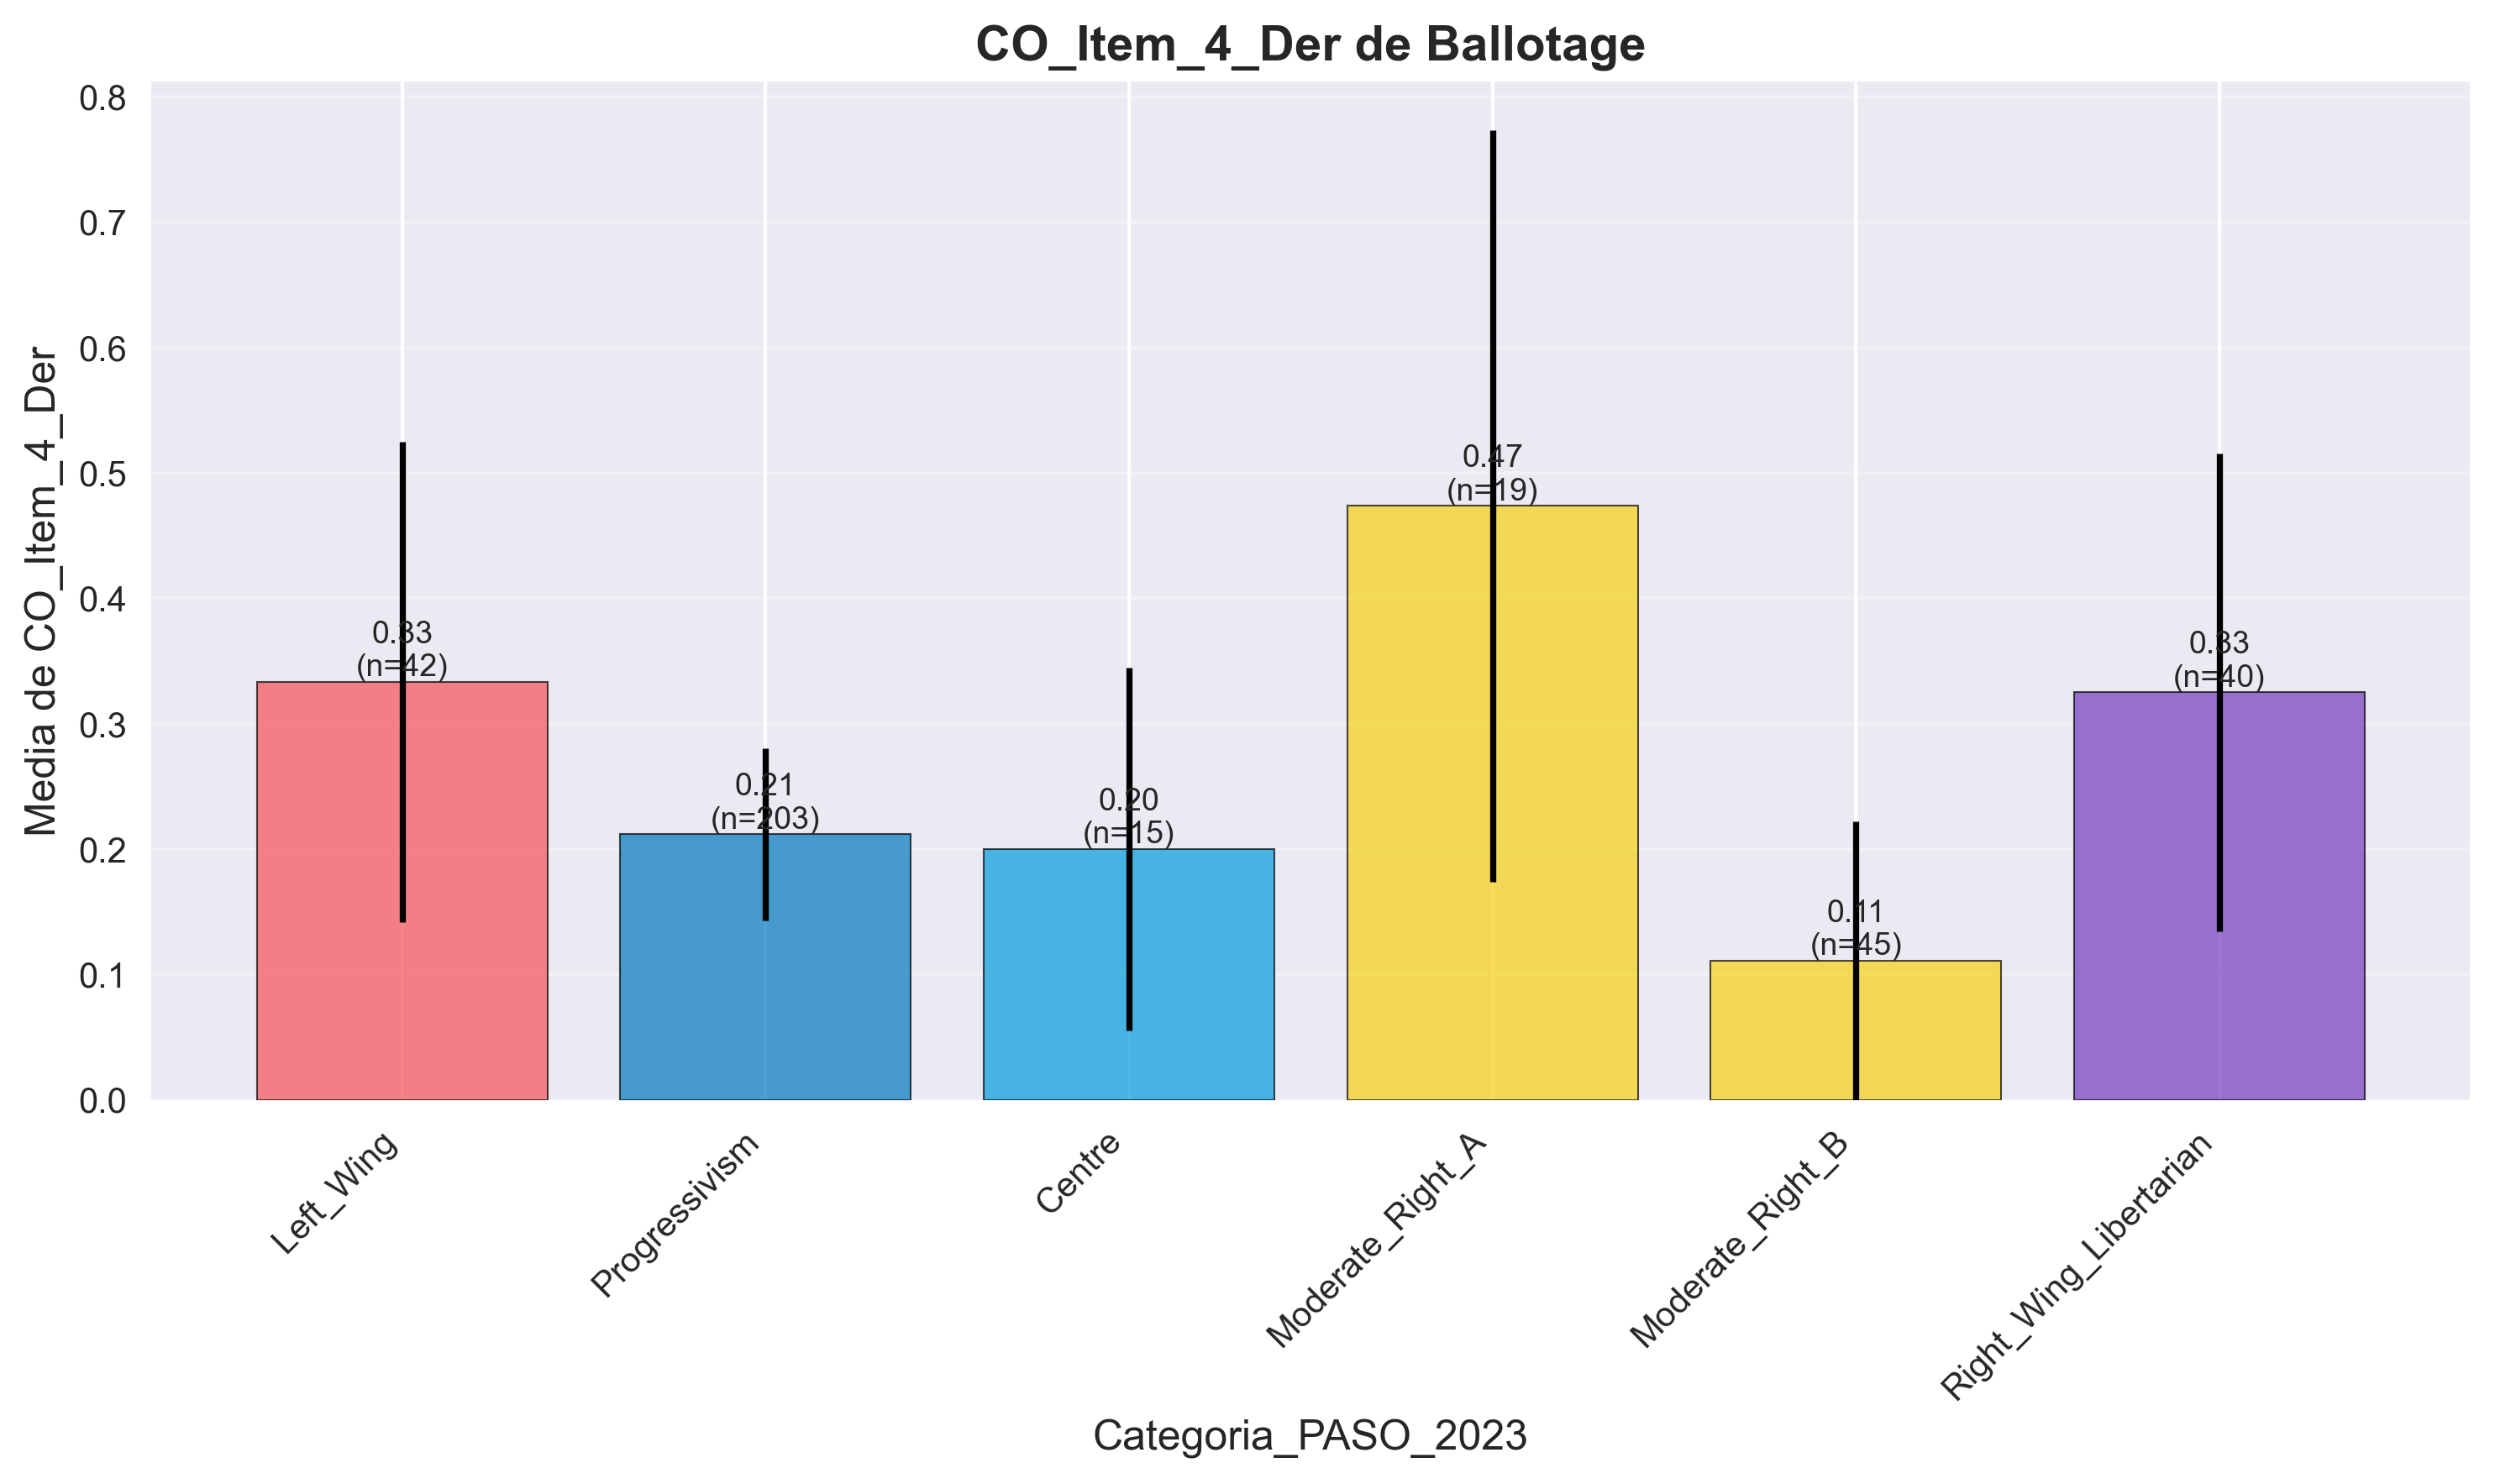 CO_Item_4_Der de Ballotage
Media de CO_Item_4_Der
0.8
0.7
0.6
0.5
0.4
0.3
0.2
0.1
0.0
0.33
(n=42)
0.21
(n=203)
0.20
(n=15)
0.47
(n=19)
0.11
(n=45)
0.33
(n=40)
Left_Wing
Progressivism
Centre
Moderate_Right_A
Moderate_Right_B
Right_Wing_Libertarian
Categoria_PASO_2023